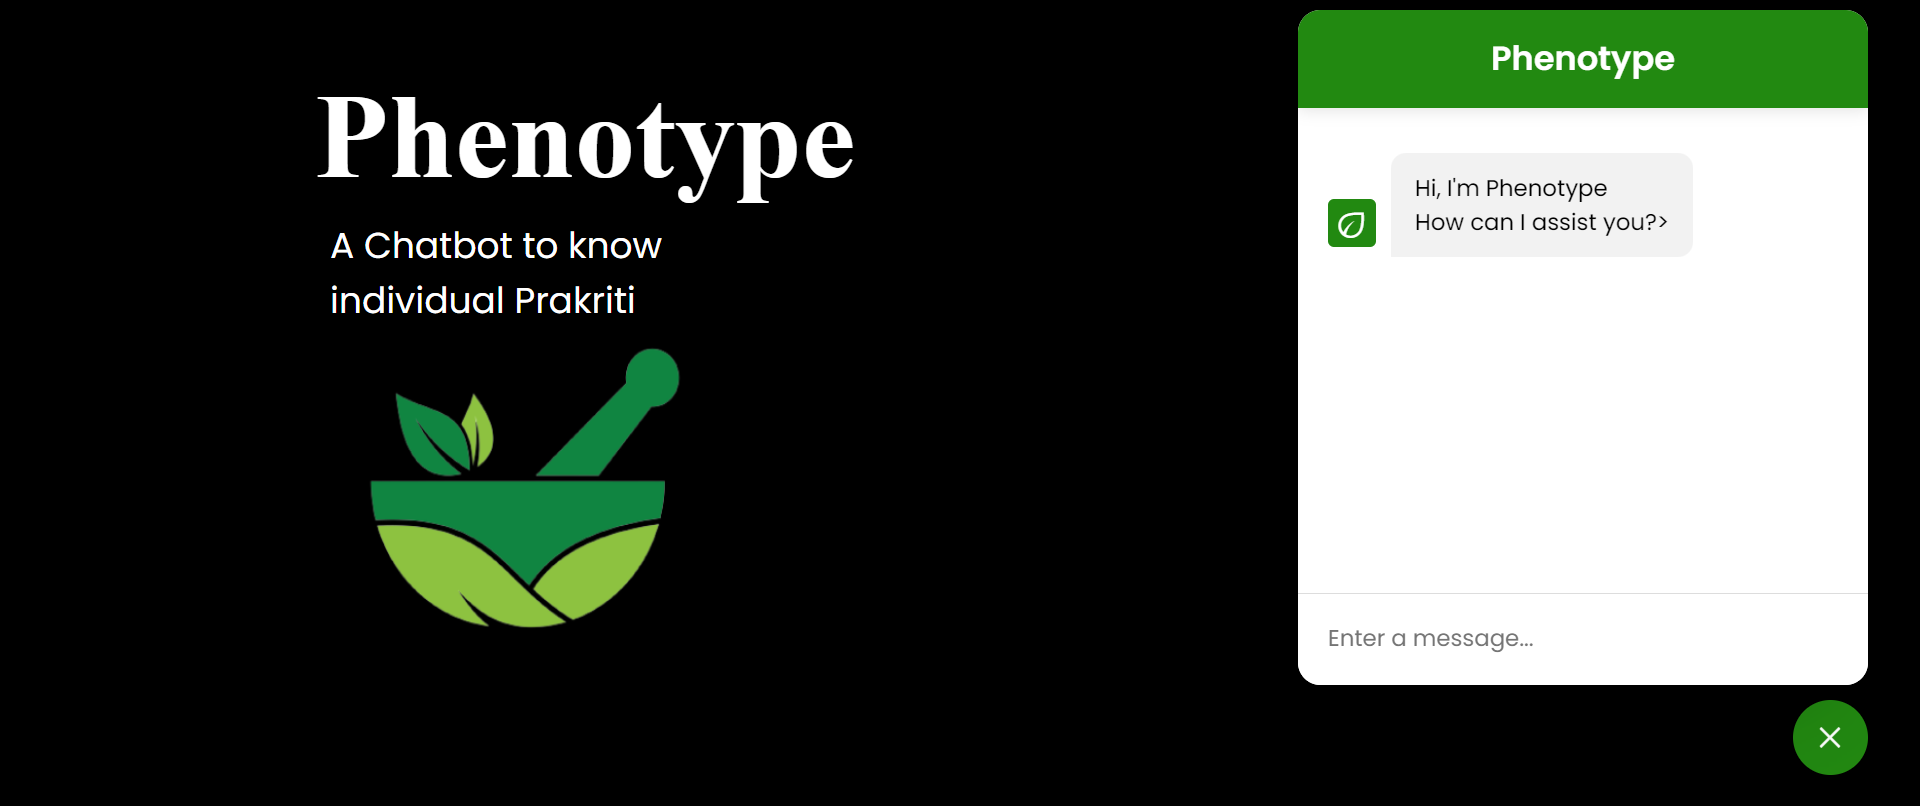 Phenotype
A Chatbot to know
individual Prakriti
Phenotype
Hi, I'm Phenotype
How can I assist you?>
Enter a message...